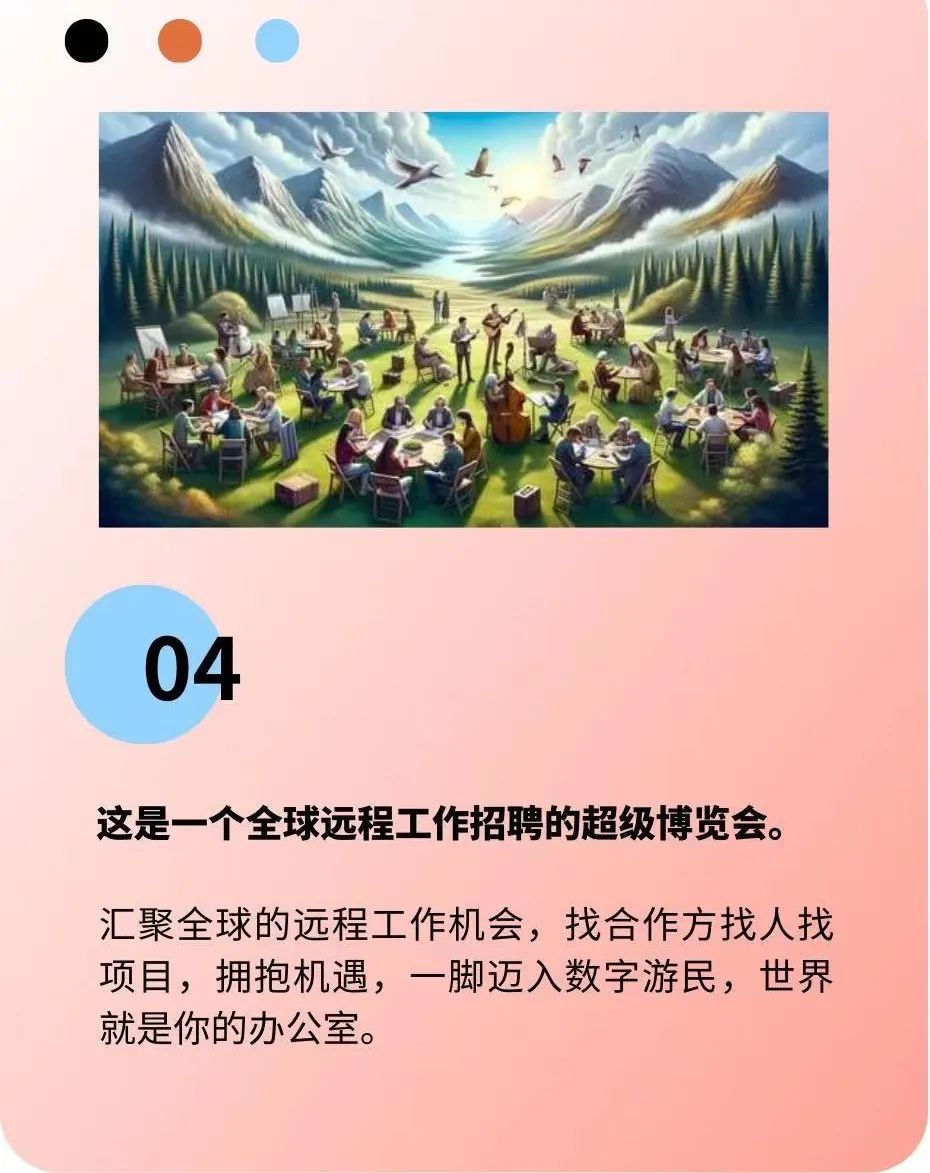 04
这是一个全球远程工作招聘的超级博览会。
汇聚全球的远程工作机会，找合作方找人找
项目，拥抱机遇，一脚迈入数字游民，世界
就是你的办公室。